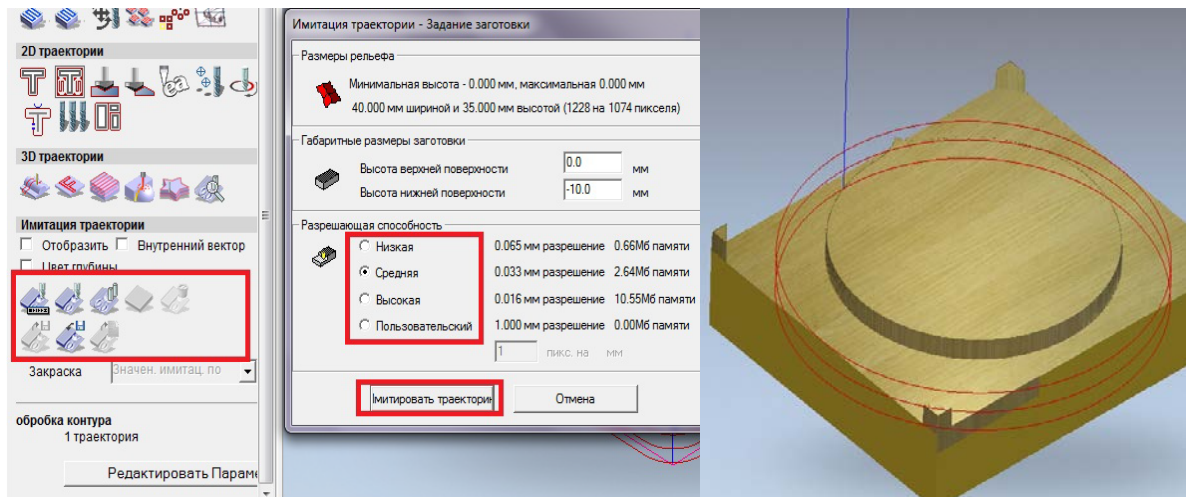 2D траектории
3D траектории
Имитация траектории
Отобразить Внутренний вектор
Цвет глубины
Закраска Значен. имитац. по
обробка контура
1 траектория
Редактировать Параме
Имитация траектории - Задание заготовки
Размеры рельефа
Минимальная высота - 0.000 мм, максимальная 0.000 мм
40.000 мм шириной и 35.000 мм высотой (1228 на 1074 пикселя)
Габаритные размеры заготовки
Высота верхней поверхности 0.0 мм
Высота нижней поверхности -10.0 мм
Разрешающая способность
Низкая 0.065 мм разрешение 0.66Мб памяти
Средняя 0.033 мм разрешение 2.64Мб памяти
Высокая 0.016 мм разрешение 10.55Мб памяти
Пользовательский 1.000 мм разрешение 0.00Мб памяти
1 пикс. на мм
Імитировать траектори Отмена